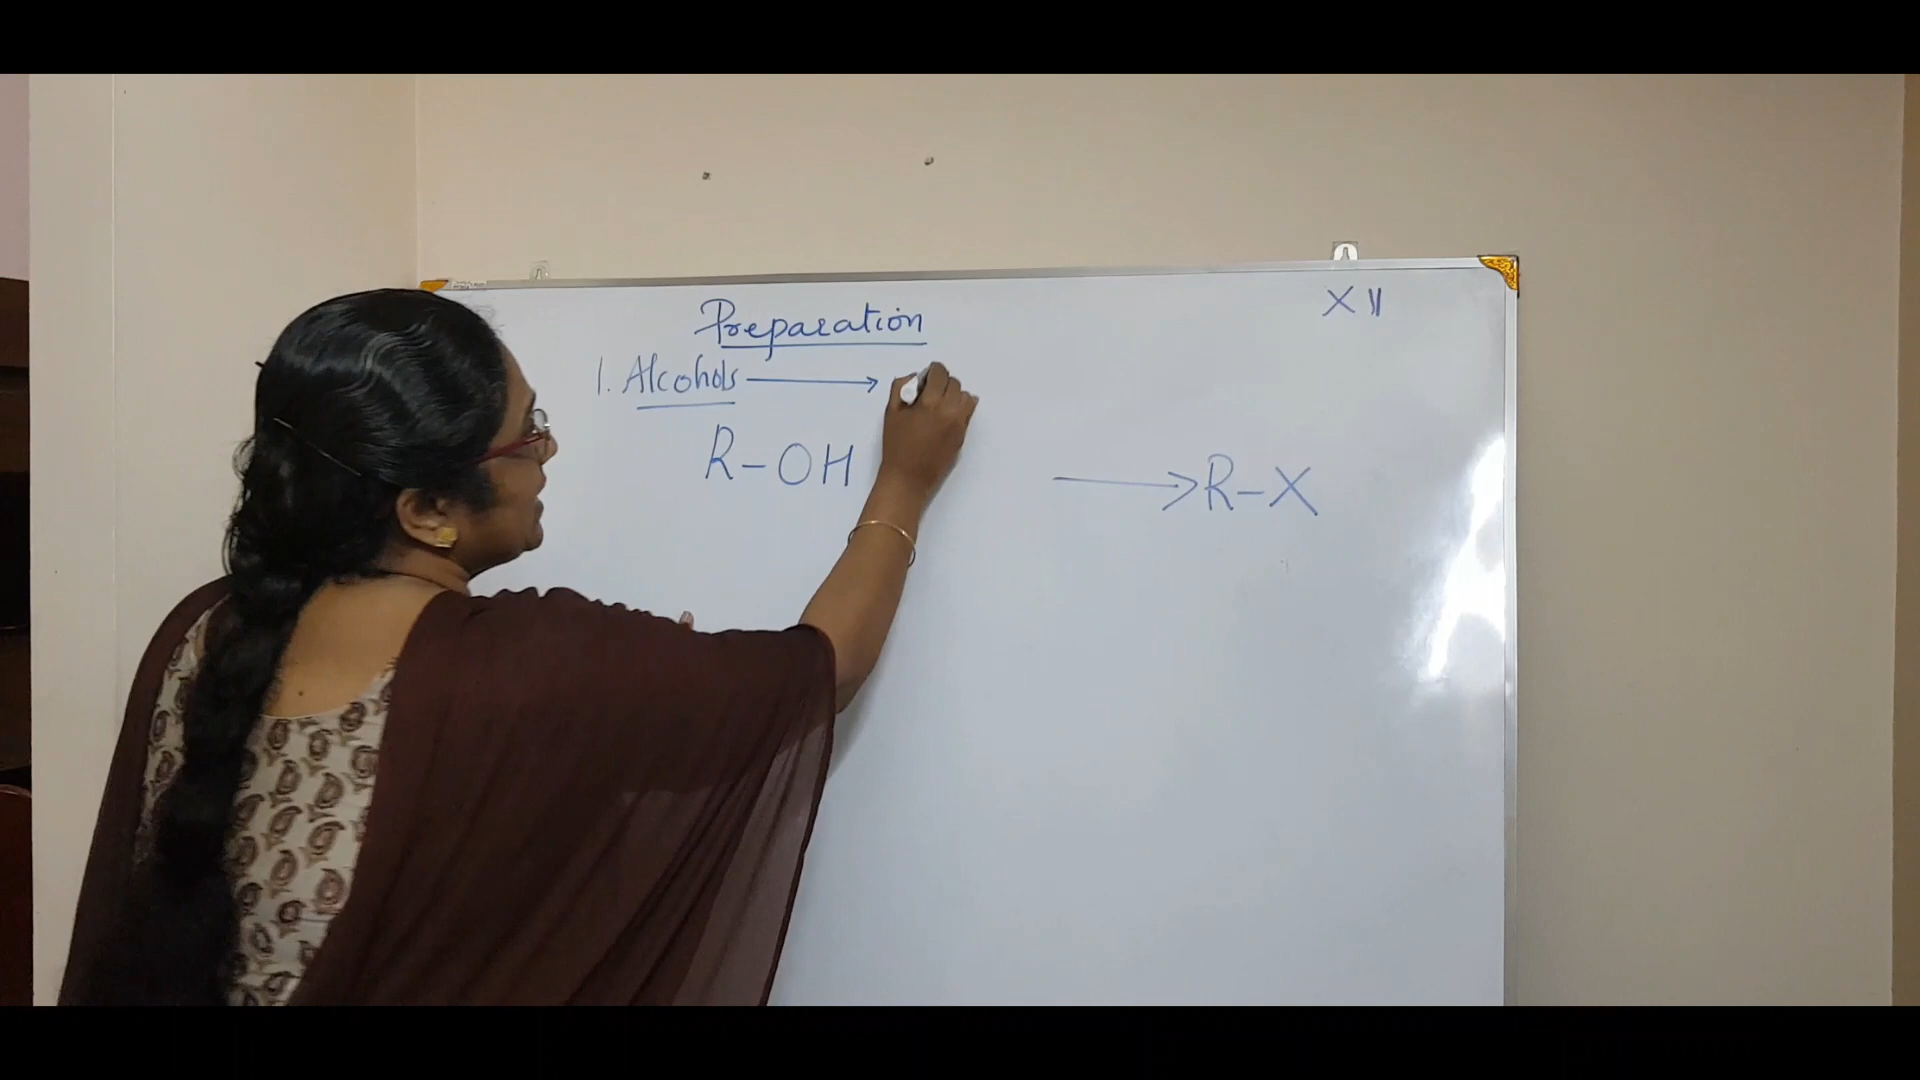 XII
Preparation
1. Alcohols →
R-OH → R-X